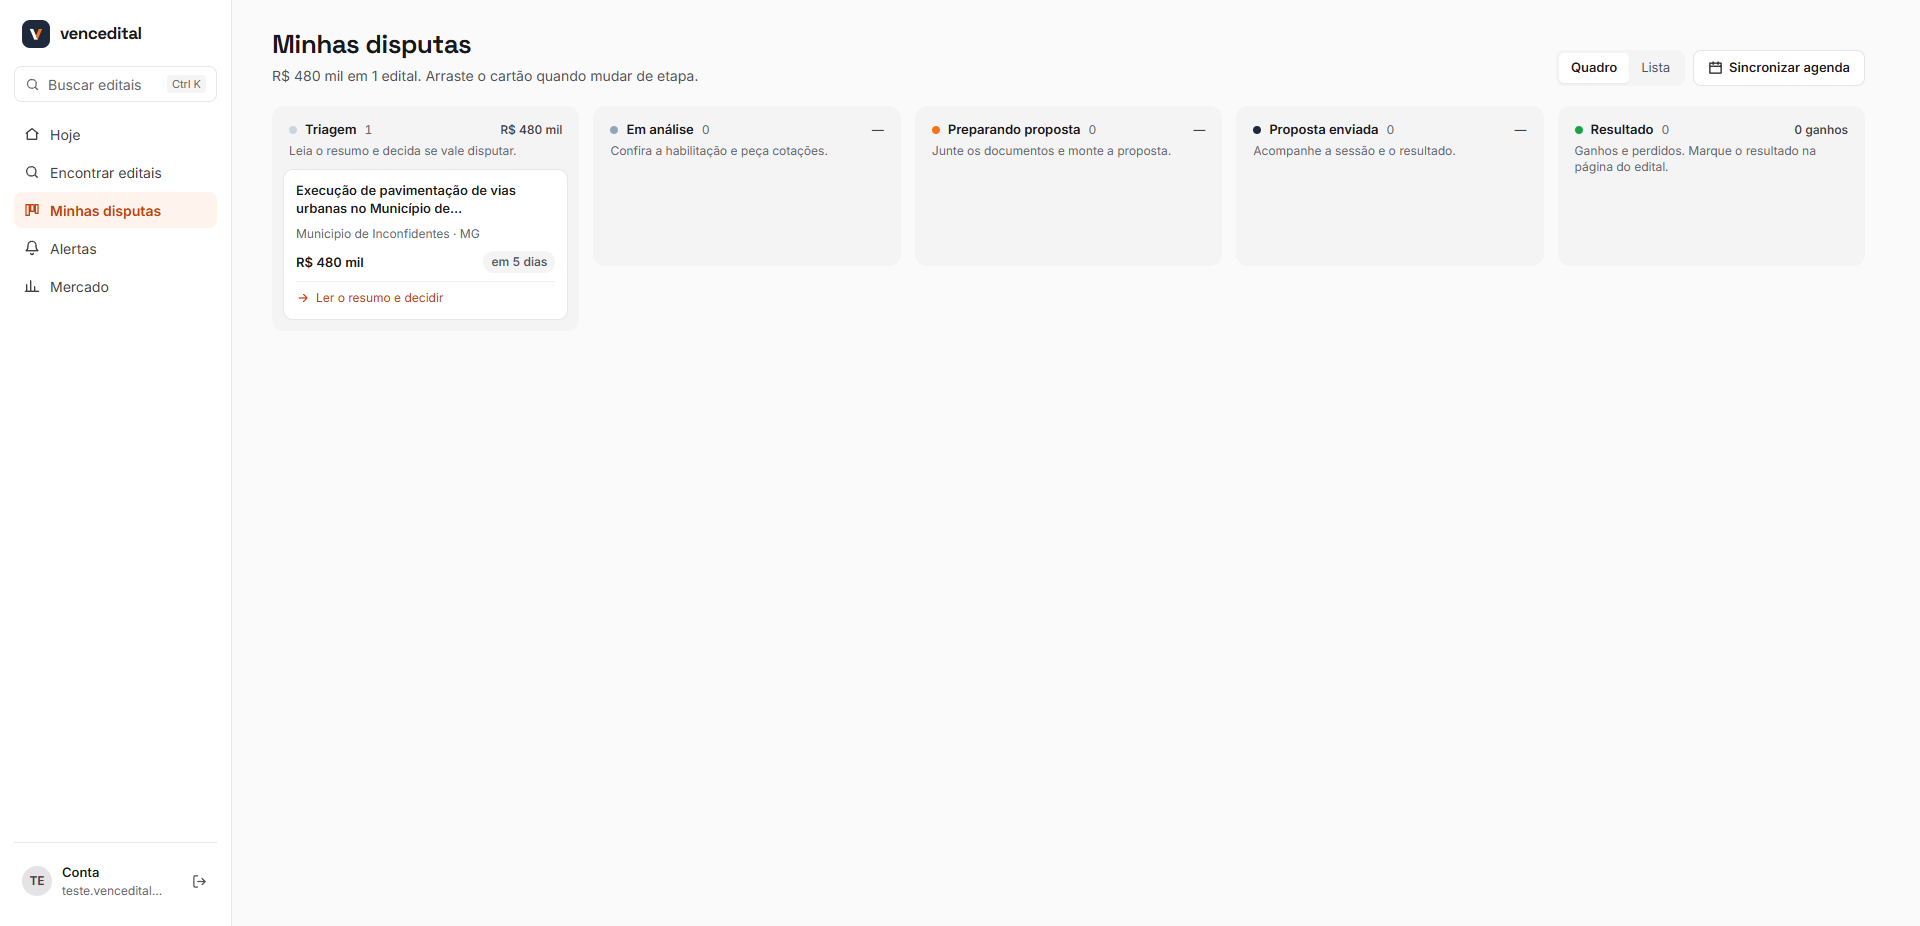 vencedital
Buscar editais Ctrl K
Hoje
Encontrar editais
Minhas disputas
Alertas
Mercado
TE
Conta
teste.vencedital...
Minhas disputas
R$ 480 mil em 1 edital. Arraste o cartão quando mudar de etapa.
Quadro Lista Sincronizar agenda
Triagem 1 R$ 480 mil
Leia o resumo e decida se vale disputar.
Execução de pavimentação de vias
urbanas no Município de...
Municipio de Inconfidentes · MG
R$ 480 mil em 5 dias
→ Ler o resumo e decidir
Em análise 0 —
Confira a habilitação e peça cotações.
Preparando proposta 0 —
Junte os documentos e monte a proposta.
Proposta enviada 0 —
Acompanhe a sessão e o resultado.
Resultado 0 0 ganhos
Ganhos e perdidos. Marque o resultado na
página do edital.